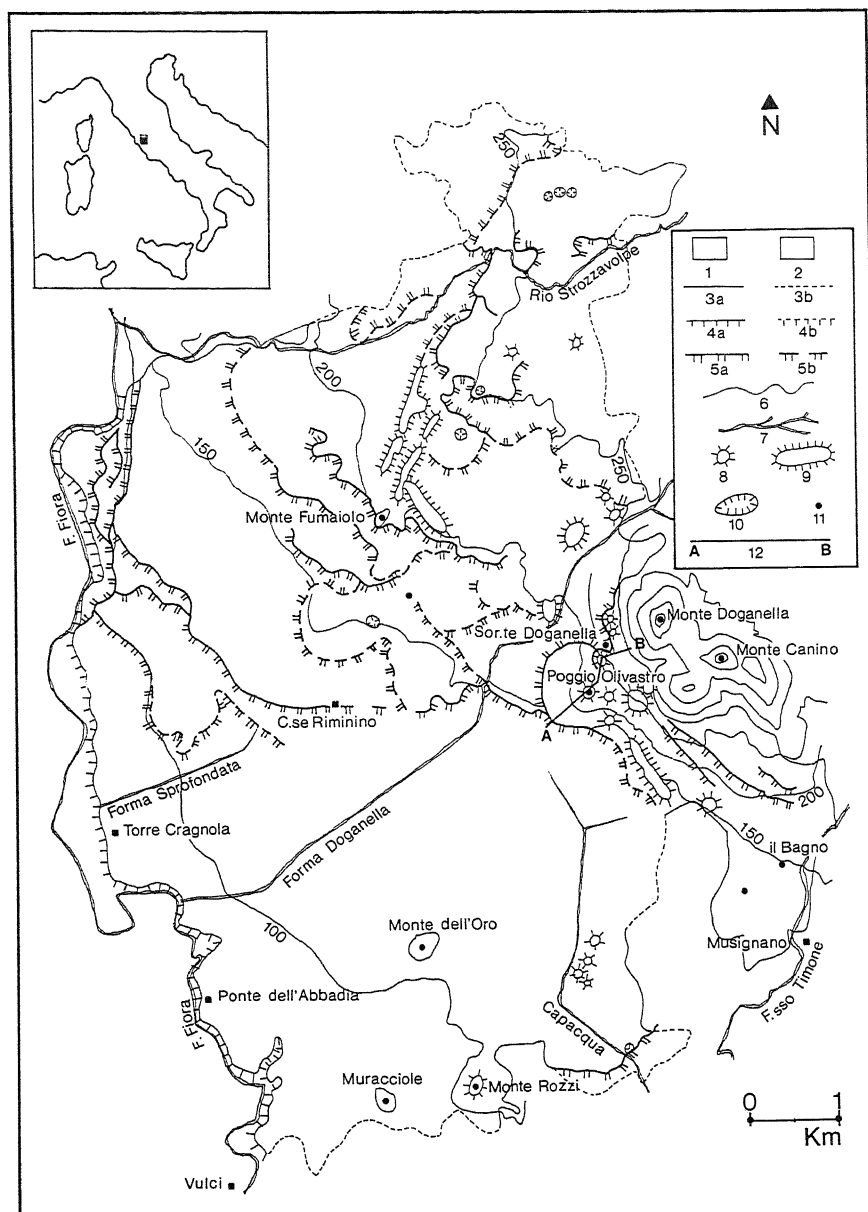 N
250
Rio Strozzavolpe
1
2
3a
3b
4a
4b
5a
5b
6
7
8
9
10
11
A
12
B
200
150
250
F. Fiora
Monte Fumaiolo
Sor.te Doganella
Monte Doganella
B
Monte Canino
Poggio Olivastro
A
C.se Riminino
200
Forma Sprofondata
Torre Cragnola
Forma Doganella
150
il Bagno
100
Monte dell'Oro
Musignano
F.sso Timone
Ponte dell'Abbadia
F. Fiora
Capacqua
Muracciole
Monte Rozzi
0
1
Km
Vulci